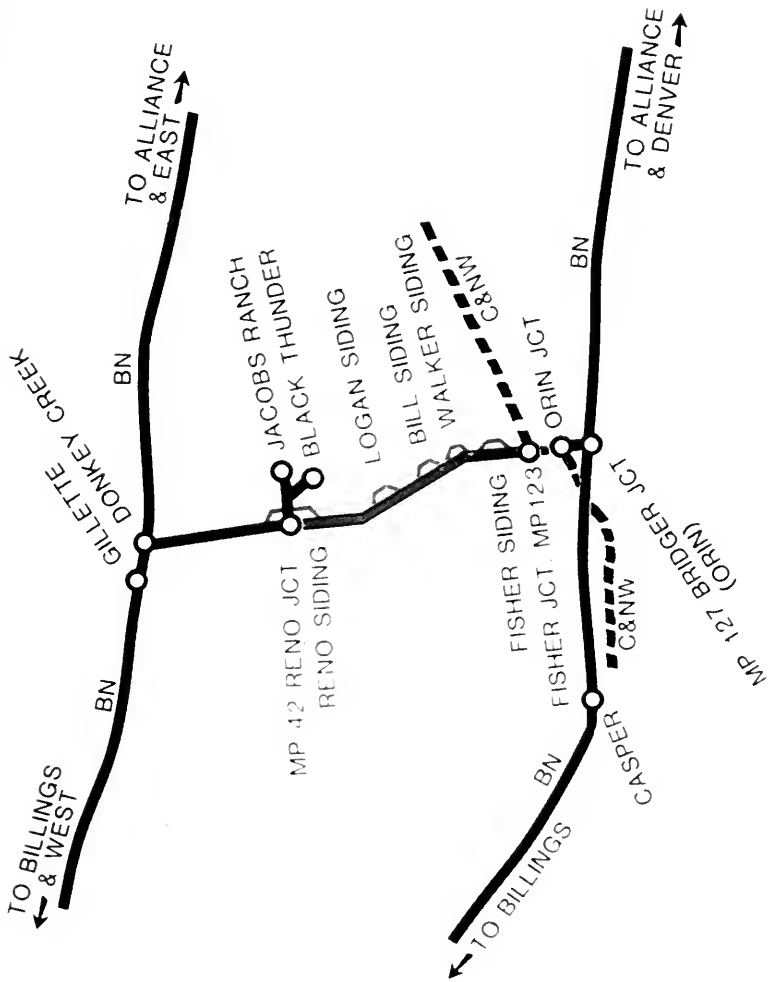 TO BILLINGS
& WEST
BN
GILLETTE
DONKEY CREEK
BN
TO ALLIANCE
& EAST
JACOBS RANCH
BLACK THUNDER
MP 42 RENO JCT
RENO SIDING
LOGAN SIDING
BILL SIDING
WALKER SIDING
C&NW
FISHER SIDING
FISHER JCT. MP123
ORIN JCT
TO BILLINGS
BN
CASPER
C&NW
MP 127 BRIDGER JCT
(ORIN)
BN
TO ALLIANCE
& DENVER